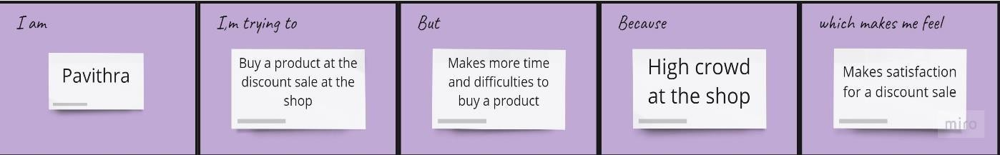 I am
Pavithra
I,m trying to
Buy a product at the
discount sale at the
shop
But
Makes more time
and difficulties to
buy a product
Because
High crowd
at the shop
which makes me feel
Makes satisfaction
for a discount sale
miro